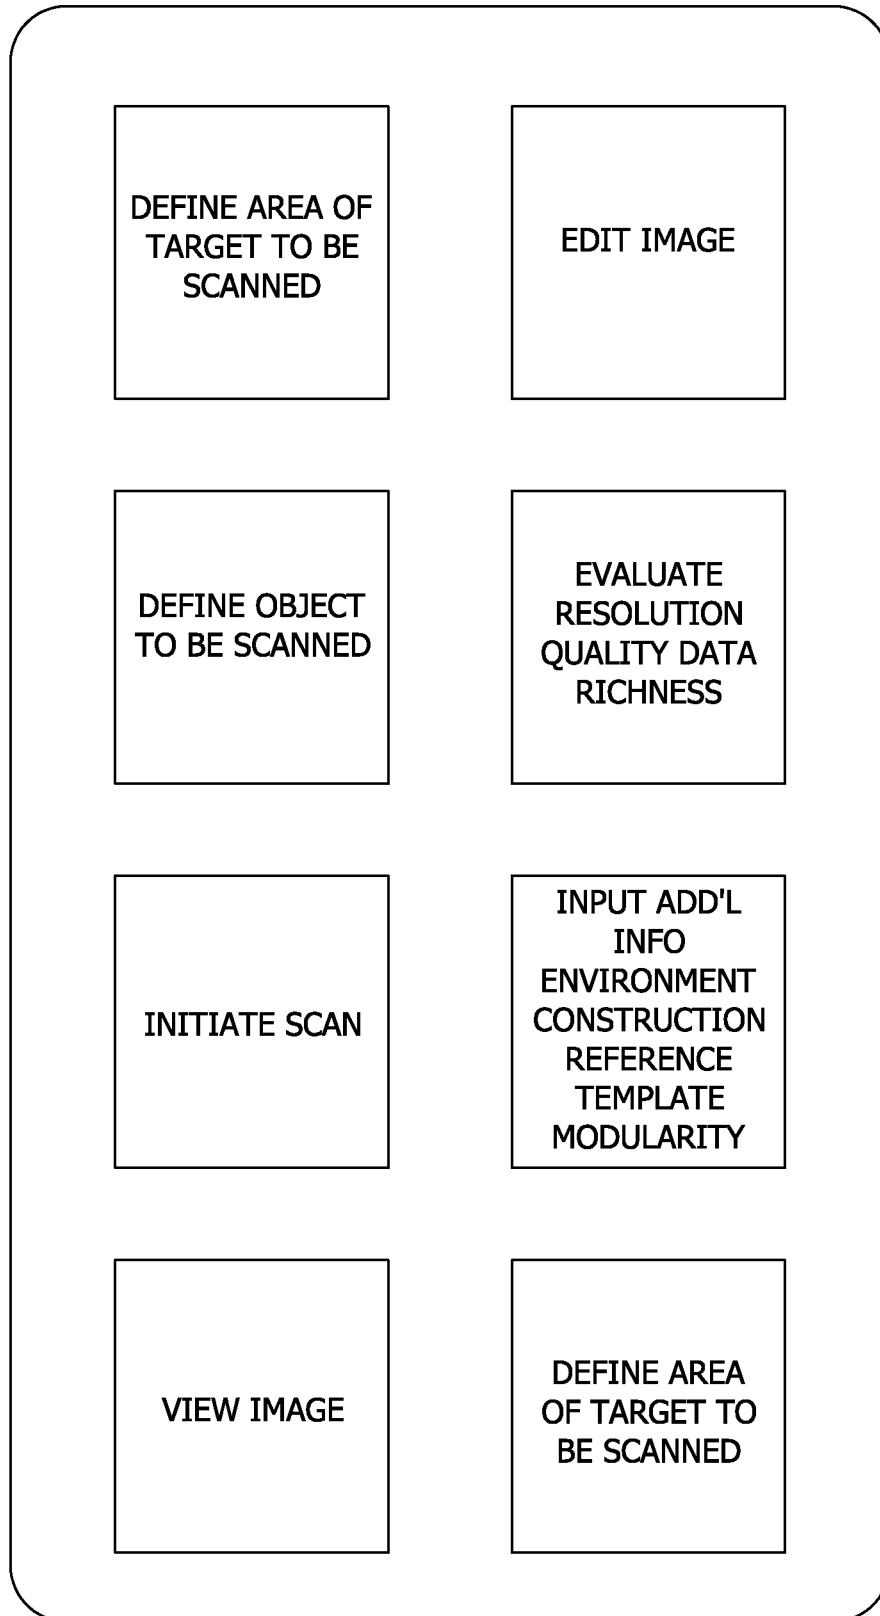 DEFINE AREA OF
TARGET TO BE
SCANNED
EDIT IMAGE
DEFINE OBJECT
TO BE SCANNED
EVALUATE
RESOLUTION
QUALITY DATA
RICHNESS
INITIATE SCAN
INPUT ADD'L
INFO
ENVIRONMENT
CONSTRUCTION
REFERENCE
TEMPLATE
MODULARITY
VIEW IMAGE
DEFINE AREA
OF TARGET TO
BE SCANNED